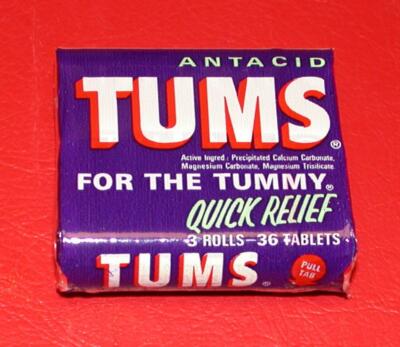 ANTACID
TUMS®
Active Ingred.: Precipitated Calcium Carbonate,
Magnesium Carbonate, Magnesium Trisilicate
FOR THE TUMMY®
QUICK RELIEF
3 ROLLS—36 TABLETS
TUMS®
PULL
TAB